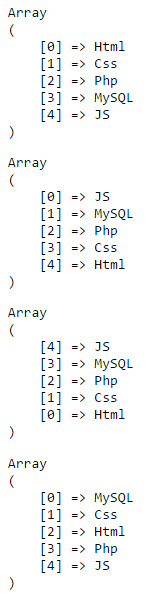 Array
(
    [0] => Html
    [1] => Css
    [2] => Php
    [3] => MySQL
    [4] => JS
)
Array
(
    [0] => JS
    [1] => MySQL
    [2] => Php
    [3] => Css
    [4] => Html
)
Array
(
    [4] => JS
    [3] => MySQL
    [2] => Php
    [1] => Css
    [0] => Html
)
Array
(
    [0] => MySQL
    [1] => Css
    [2] => Html
    [3] => Php
    [4] => JS
)